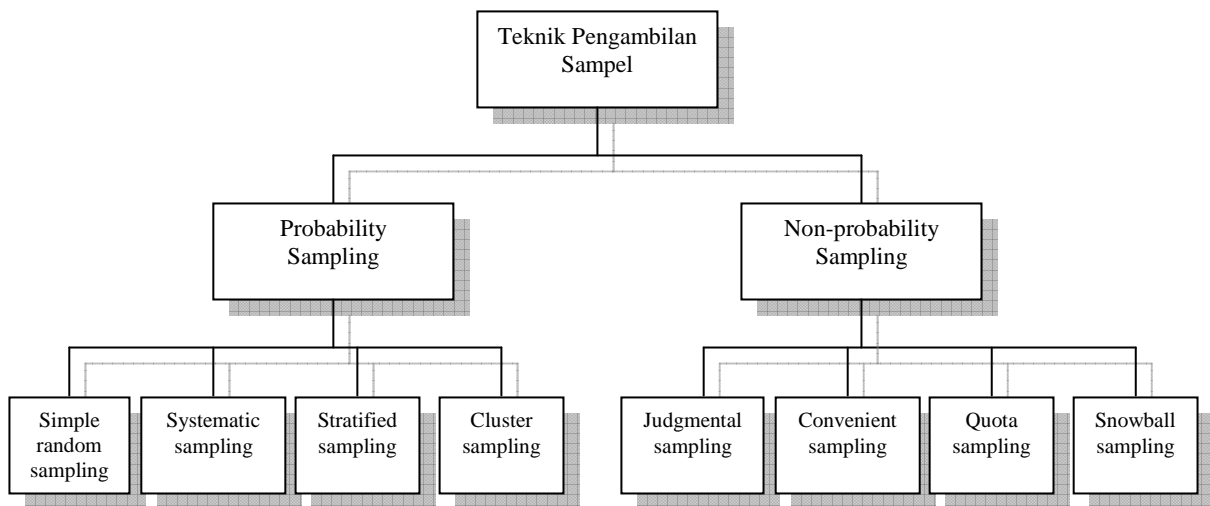 Teknik Pengambilan
Sampel
Probability
Sampling
Non-probability
Sampling
Simple
random
sampling
Systematic
sampling
Stratified
sampling
Cluster
sampling
Judgmental
sampling
Convenient
sampling
Quota
sampling
Snowball
sampling